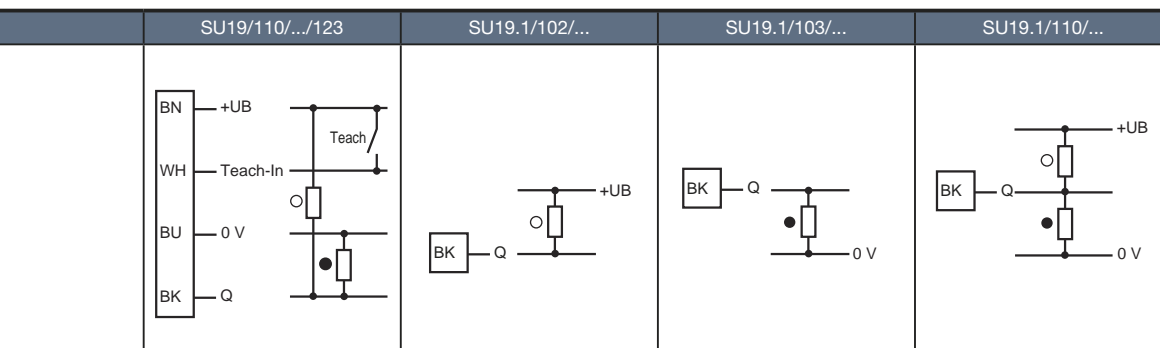 SU19/110/.../123
SU19.1/102/...
SU19.1/103/...
SU19.1/110/...
BN
+UB
Teach
WH
Teach-In
BU
0 V
BK
Q
BK
Q
+UB
BK
Q
0 V
+UB
BK
Q
0 V